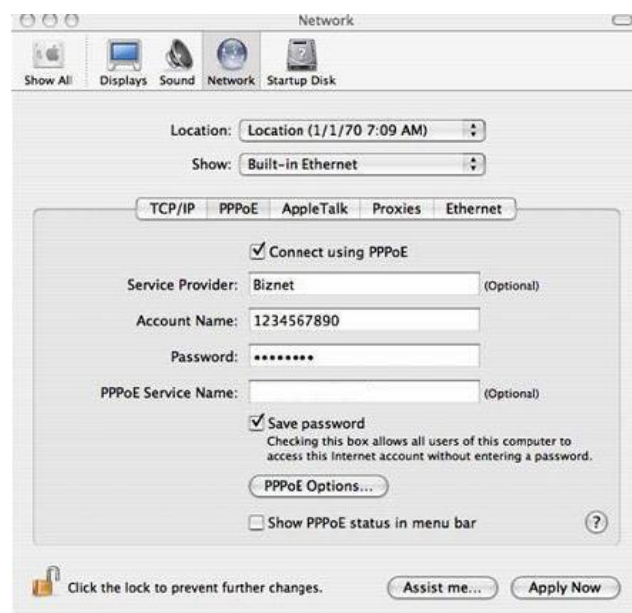 Network
Show All Displays Sound Network Startup Disk
Location: Location (1/1/70 7:09 AM)
Show: Built-in Ethernet
TCP/IP PPPoE AppleTalk Proxies Ethernet
Connect using PPPoE
Service Provider: Biznet (Optional)
Account Name: 1234567890
Password: ••••••••
PPPoE Service Name: (Optional)
Save password
Checking this box allows all users of this computer to
access this Internet account without entering a password.
PPPoE Options...
Show PPPoE status in menu bar ?
Click the lock to prevent further changes. Assist me... Apply Now